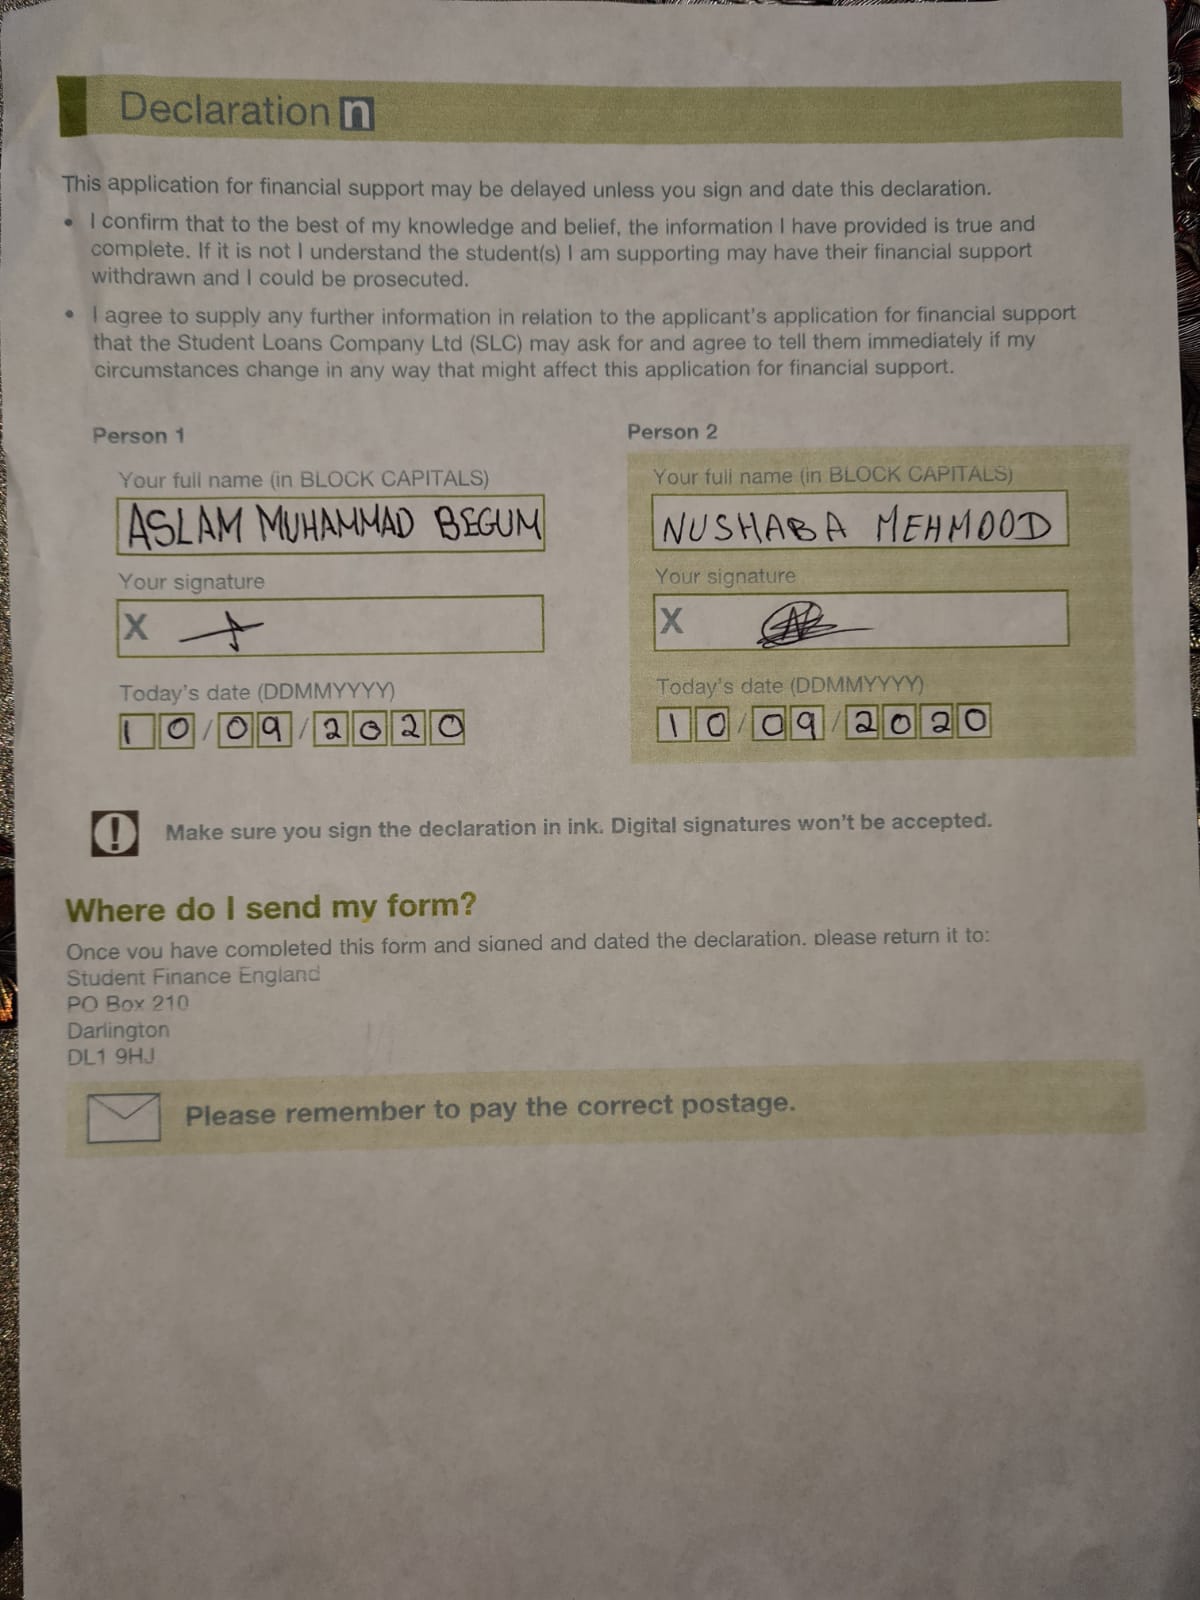 Declaration n
This application for financial support may be delayed unless you sign and date this declaration.
• I confirm that to the best of my knowledge and belief, the information I have provided is true and
complete. If it is not I understand the student(s) I am supporting may have their financial support
withdrawn and I could be prosecuted.
• I agree to supply any further information in relation to the applicant's application for financial support
that the Student Loans Company Ltd (SLC) may ask for and agree to tell them immediately if my
circumstances change in any way that might affect this application for financial support.
Person 1
Your full name (in BLOCK CAPITALS)
ASLAM MUHAMMAD BEGUM
Your signature
X
Today's date (DDMMYYYY)
10/09/2020
Person 2
Your full name (in BLOCK CAPITALS)
NUSHABA MEHMOOD
Your signature
X
Today's date (DDMMYYYY)
10/09/2020
! Make sure you sign the declaration in ink. Digital signatures won't be accepted.
Where do I send my form?
Once you have completed this form and signed and dated the declaration, please return it to:
Student Finance England
PO Box 210
Darlington
DL1 9HJ
Please remember to pay the correct postage.